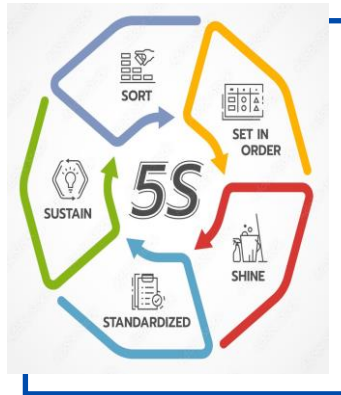 SORT
SET IN
ORDER
5S
SUSTAIN
SHINE
STANDARDIZED